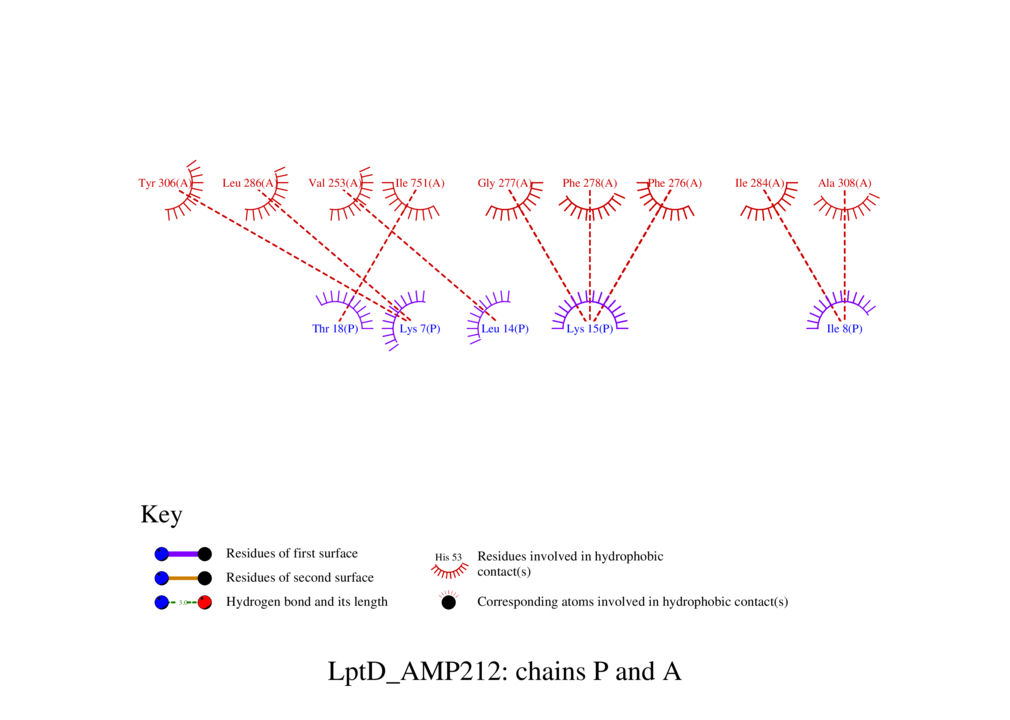 Tyr 306(A) Leu 286(A) Val 253(A) Ile 751(A) Gly 277(A) Phe 278(A) Phe 276(A) Ile 284(A) Ala 308(A)
Thr 18(P) Lys 7(P) Leu 14(P) Lys 15(P) Ile 8(P)
Key
Residues of first surface
Residues of second surface
3.0 Hydrogen bond and its length
His 53 Residues involved in hydrophobic
contact(s)
Corresponding atoms involved in hydrophobic contact(s)
LptD_AMP212: chains P and A